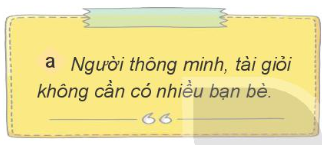 a Người thông minh, tài giỏi
không cần có nhiều bạn bè.